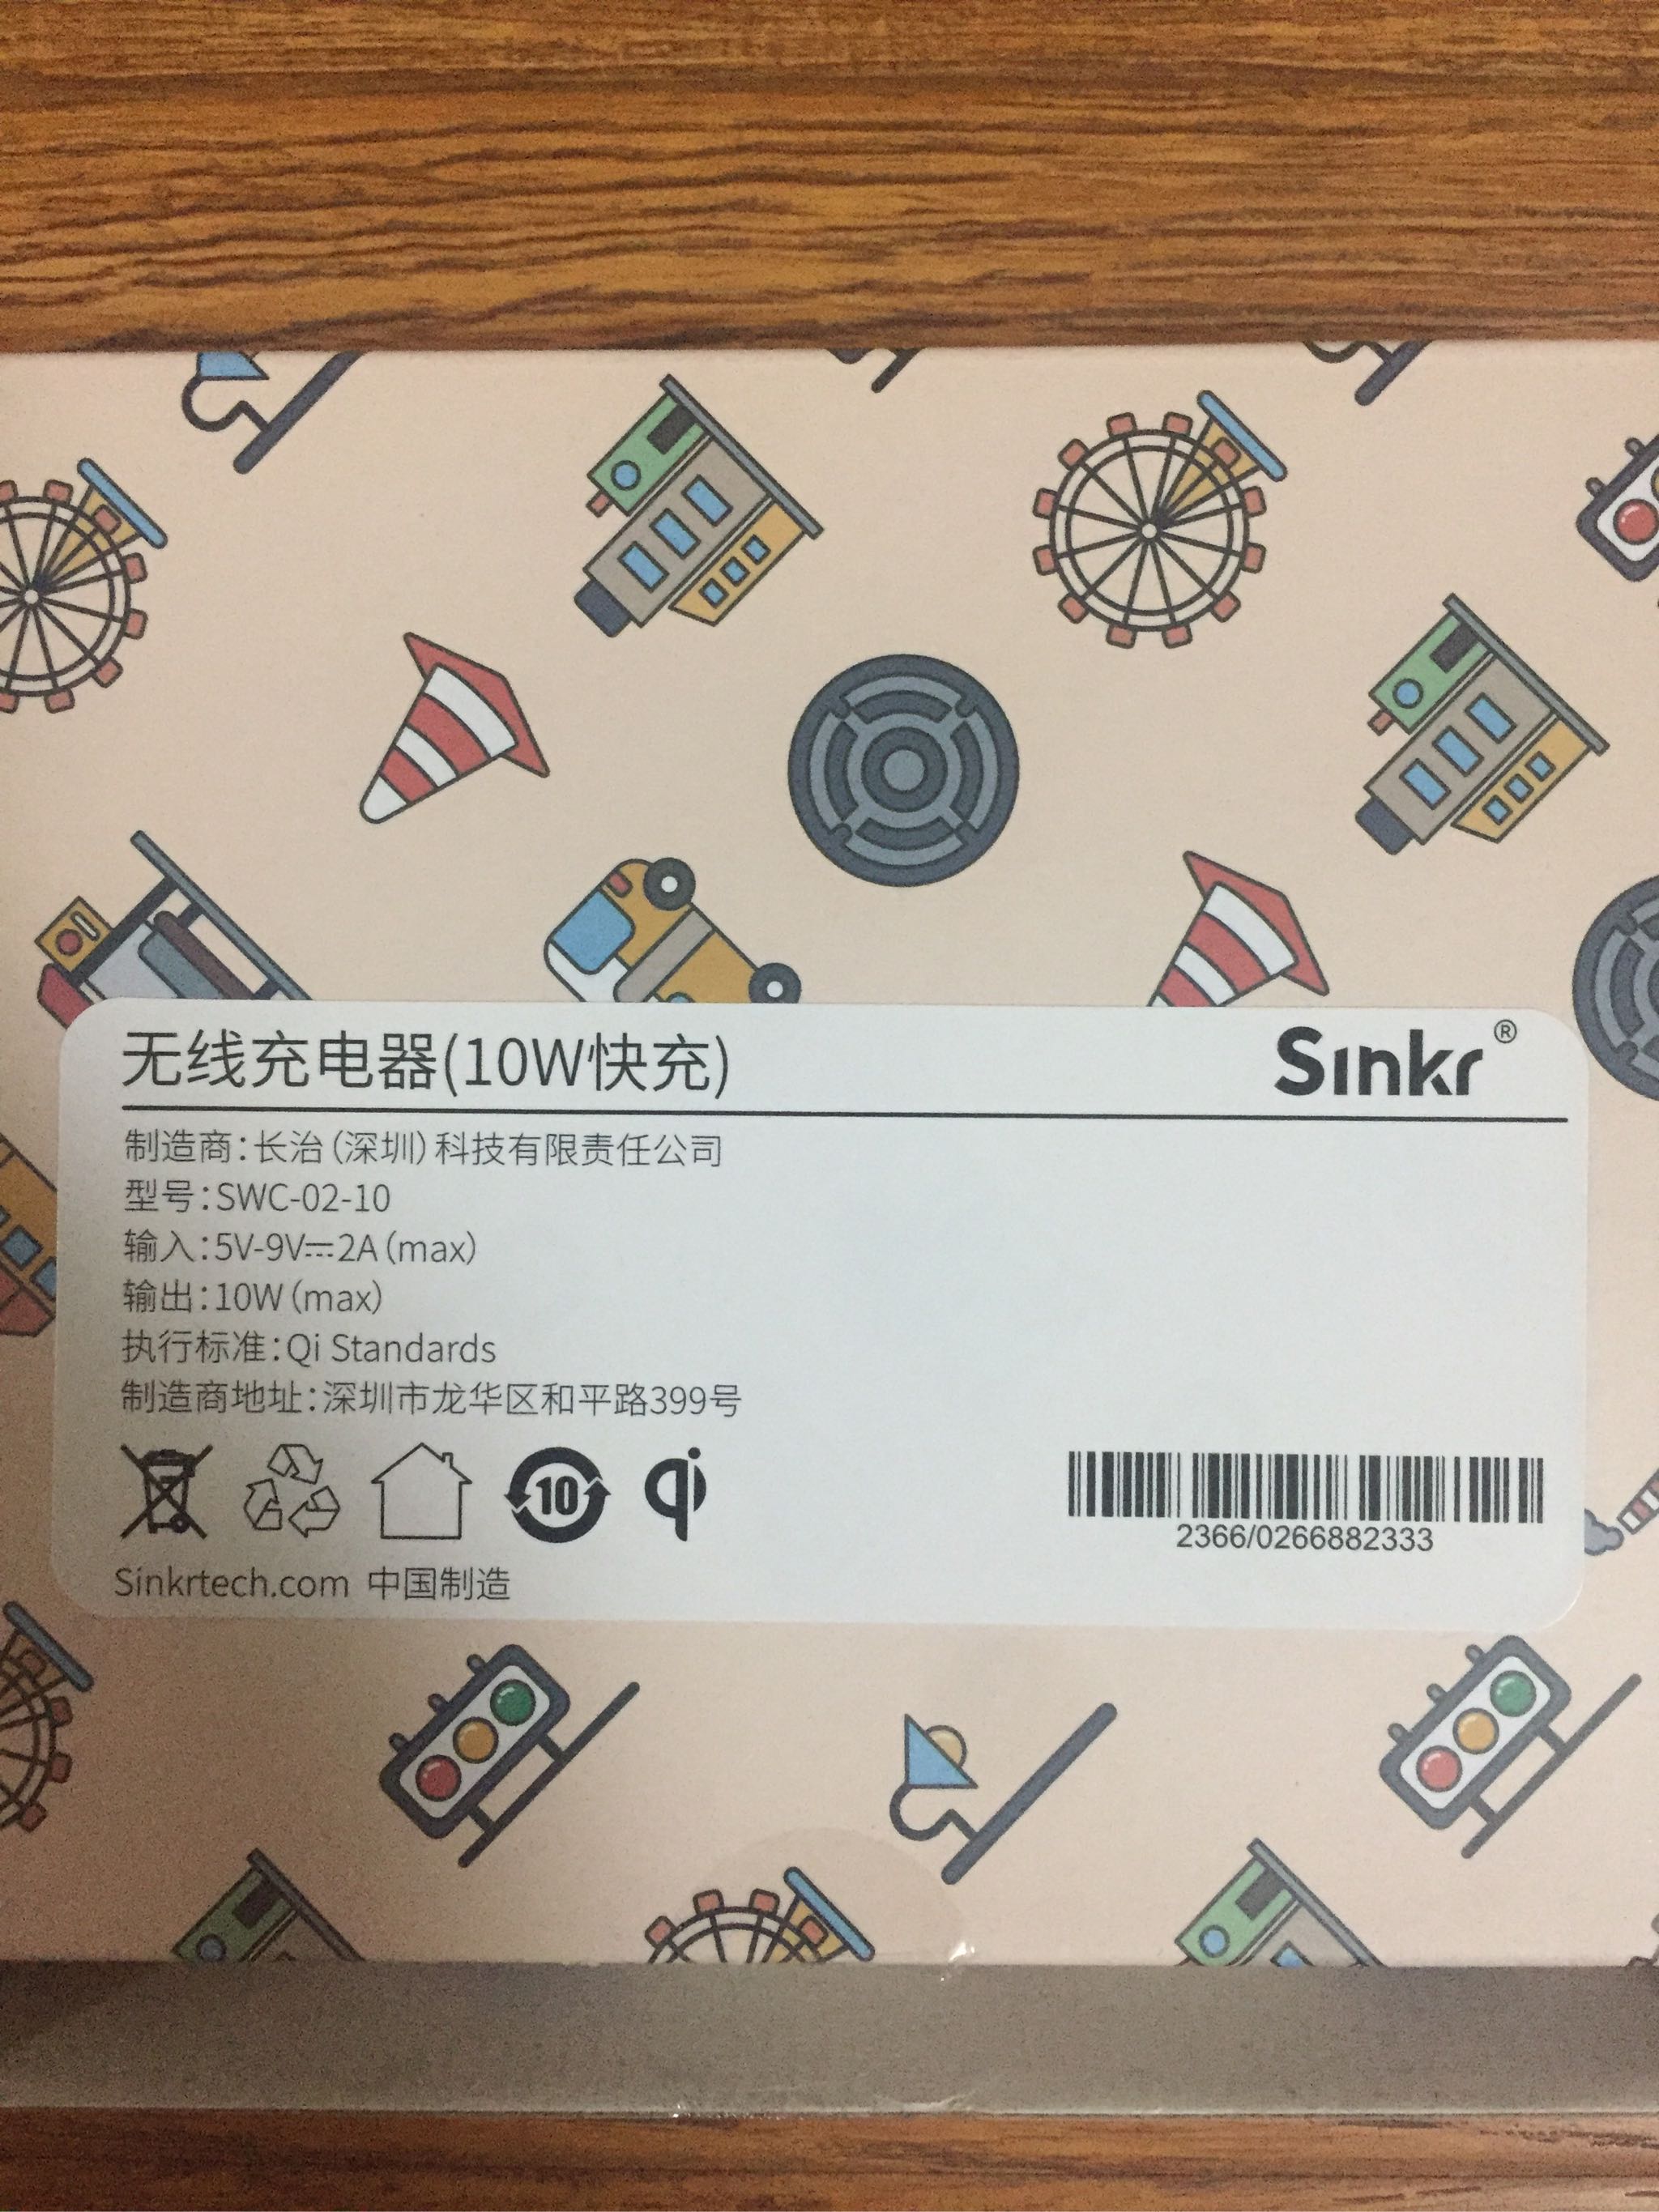 无线充电器(10W快充)
Sinkr®
制造商:长治(深圳)科技有限责任公司
型号:SWC-02-10
输入:5V-9V⎓2A(max)
输出:10W(max)
执行标准:Qi Standards
制造商地址:深圳市龙华区和平路399号
10
qi
2366/0266882333
Sinkrtech.com 中国制造